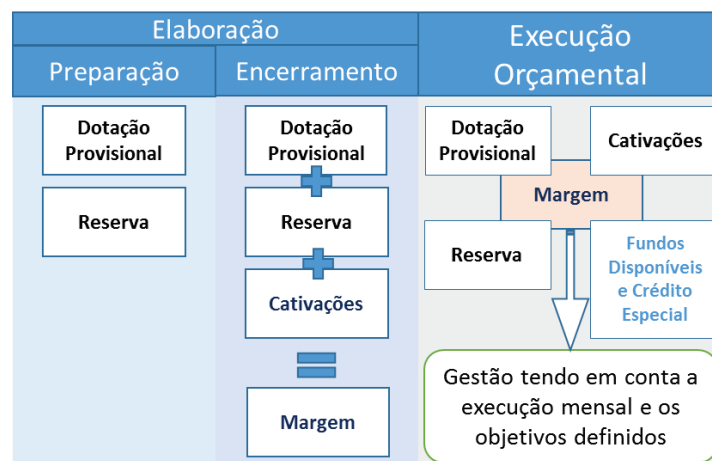 Elaboração
Execução
Orçamental
Preparação
Encerramento
Dotação
Provisional
Reserva
Dotação
Provisional
Reserva
Cativações
Margem
Dotação
Provisional
Cativações
Margem
Reserva
Fundos
Disponíveis
e Crédito
Especial
Gestão tendo em conta a
execução mensal e os
objetivos definidos